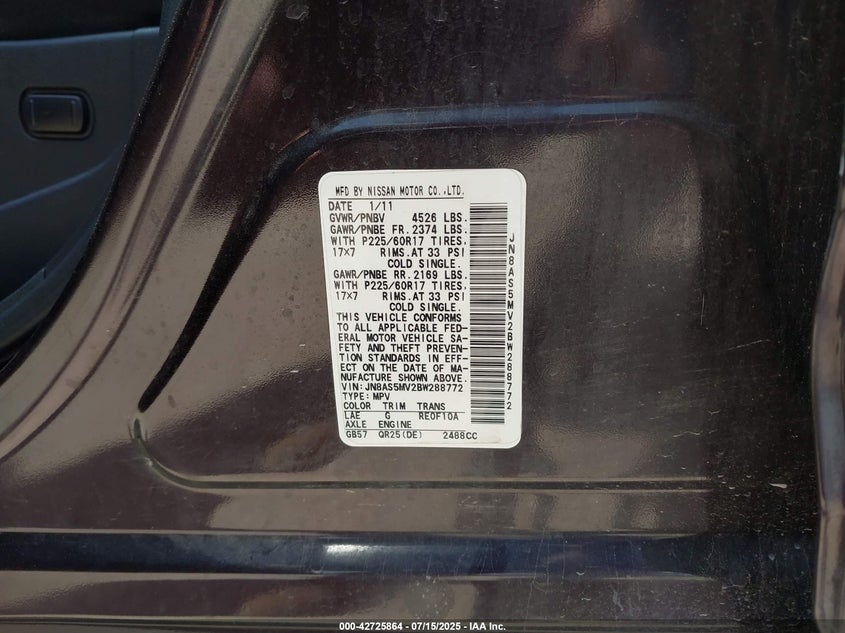 MFD BY NISSAN MOTOR CO.,LTD.
DATE 1/11
GVWR/PNBV 4526 LBS.
GAWR/PNBE FR. 2374 LBS.
WITH P225/60R17 TIRES,
17X7 RIMS.AT 33 PSI
COLD SINGLE.
GAWR/PNBE RR. 2169 LBS.
WITH P225/60R17 TIRES,
17X7 RIMS.AT 33 PSI
COLD SINGLE.
THIS VEHICLE CONFORMS
TO ALL APPLICABLE FED-
ERAL MOTOR VEHICLE SA-
FETY AND THEFT PREVEN-
TION STANDARDS IN EFF-
ECT ON THE DATE OF MA-
NUFACTURE SHOWN ABOVE.
VIN:JN8AS5MV2BW288772
TYPE:MPV
COLOR TRIM TRANS
LAE G RE0F10A
AXLE ENGINE
GB57 QR25(DE) 2488CC
JN8AS5MV2BW288772
000-42725864 / 07/15/2025 - IAA Inc.